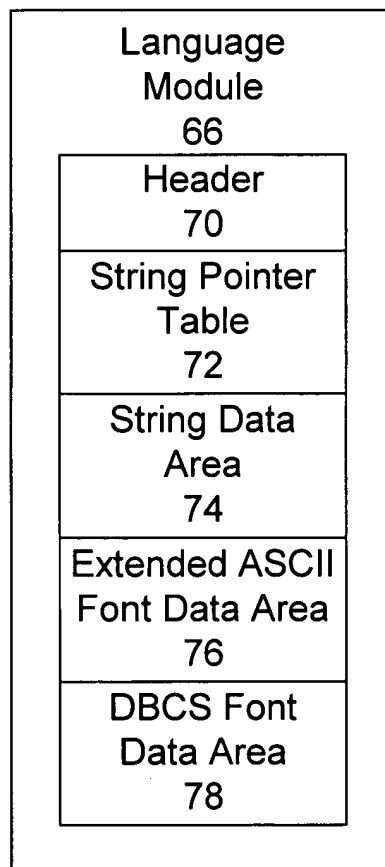 Language
Module
66
Header
70
String Pointer
Table
72
String Data
Area
74
Extended ASCII
Font Data Area
76
DBCS Font
Data Area
78